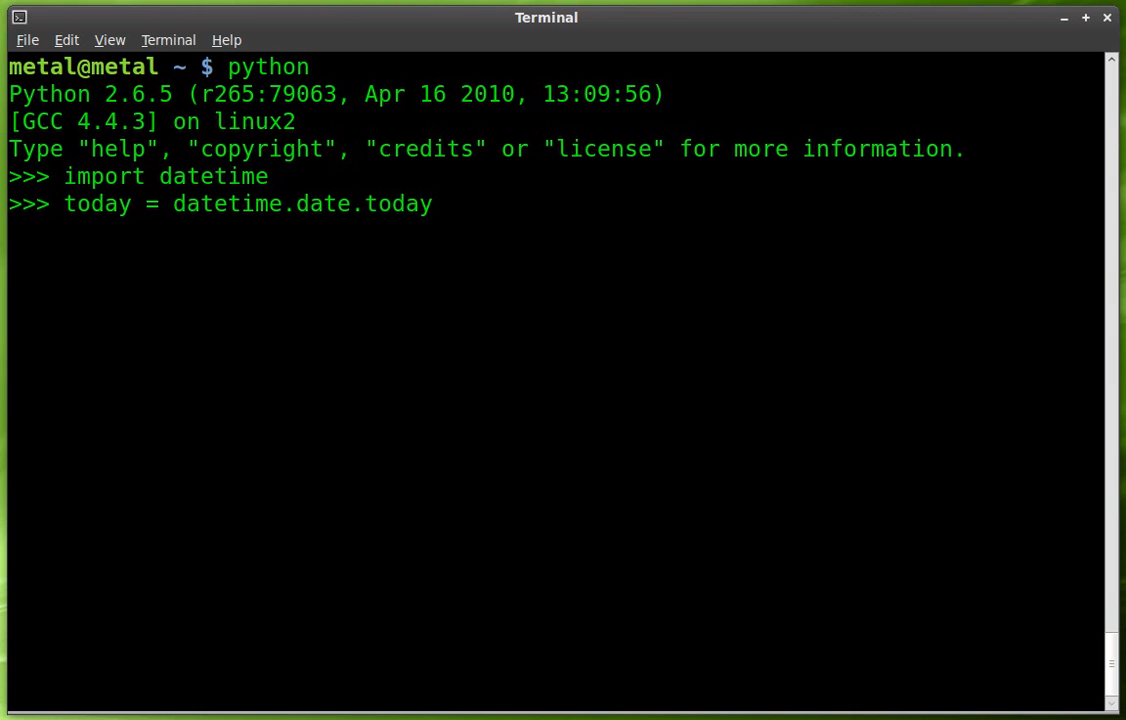 Terminal
File Edit View Terminal Help
metal@metal ~ $ python
Python 2.6.5 (r265:79063, Apr 16 2010, 13:09:56)
[GCC 4.4.3] on linux2
Type "help", "copyright", "credits" or "license" for more information.
>>> import datetime
>>> today = datetime.date.today